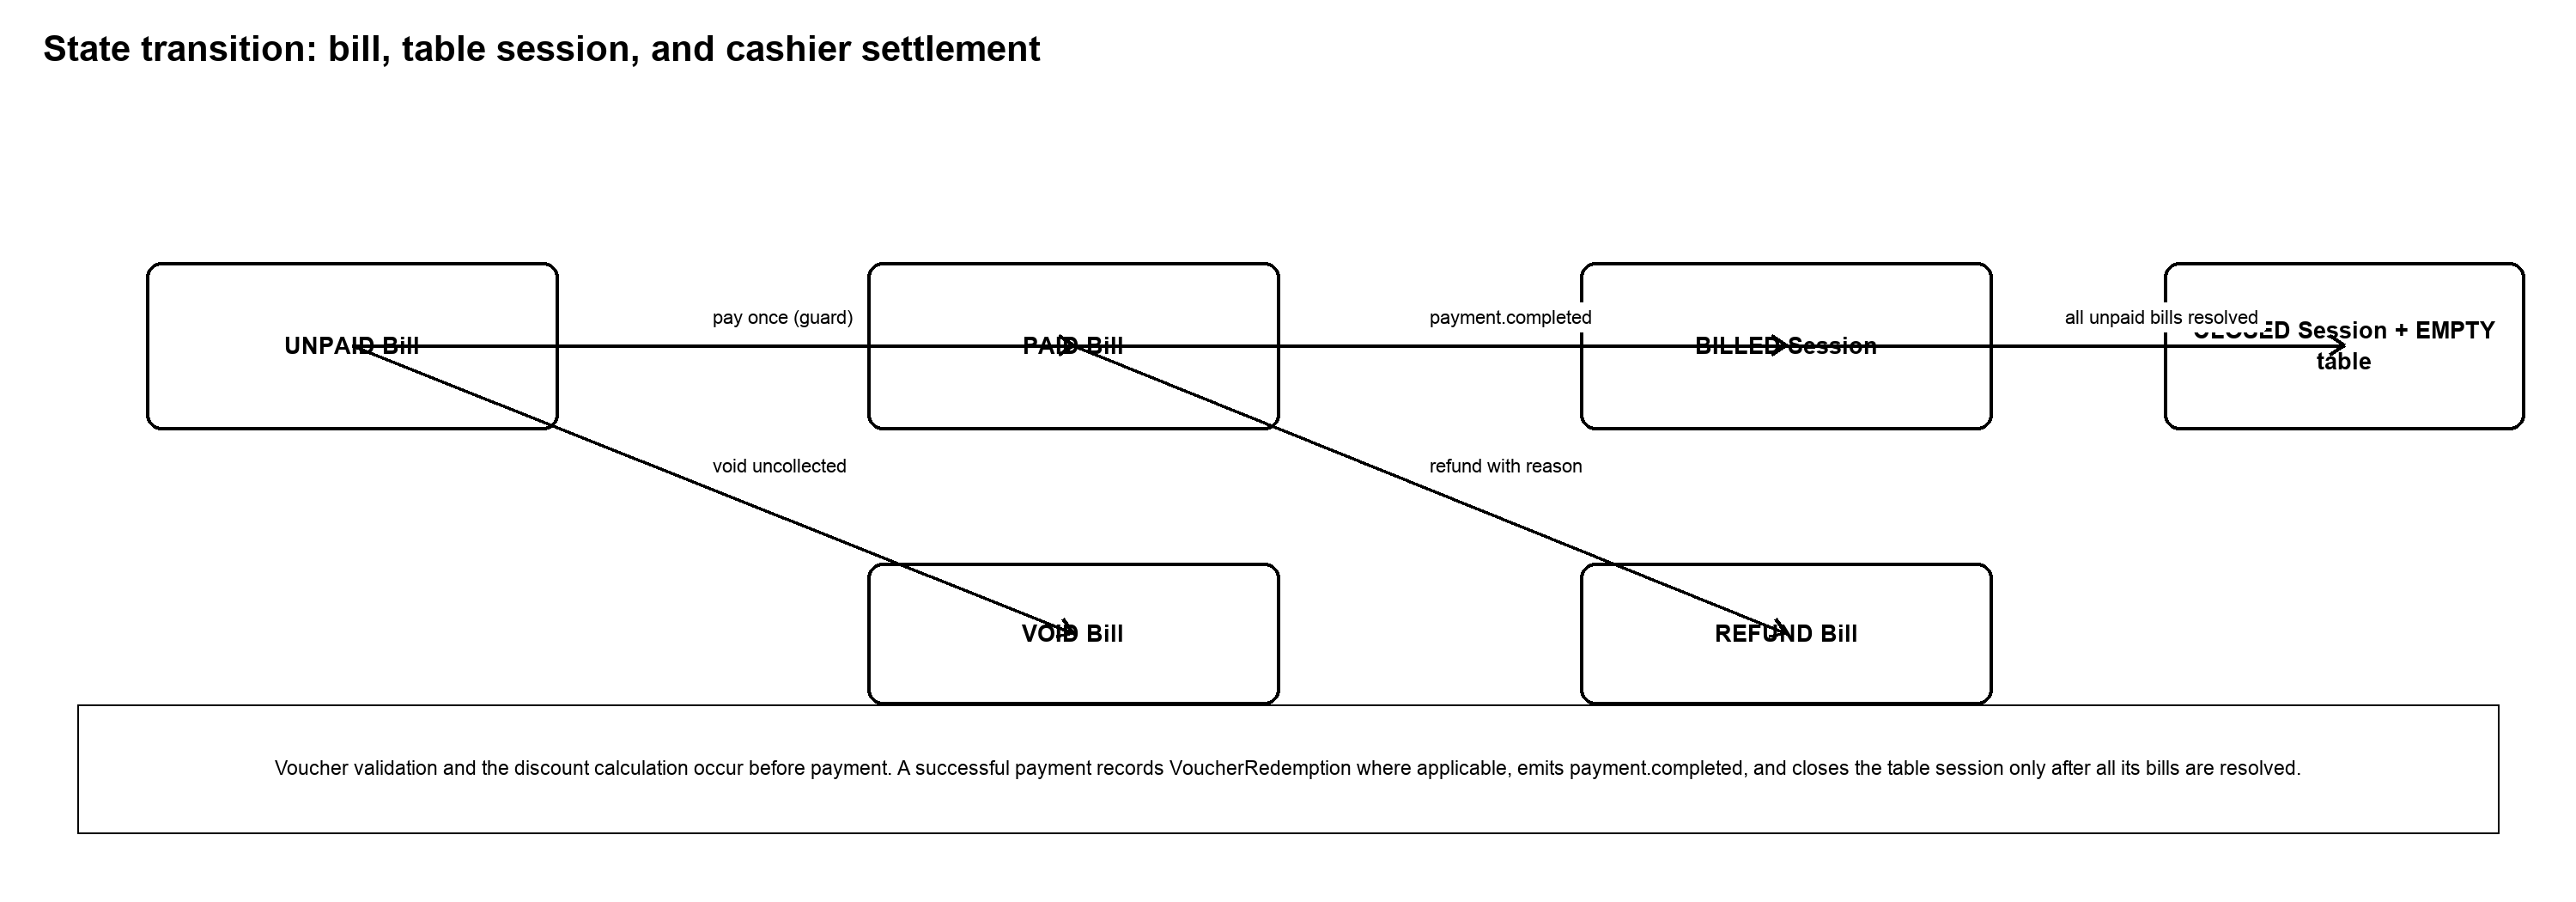 State transition: bill, table session, and cashier settlement
pay once (guard)
payment.completed
all unpaid bills resolved
UNPAID Bill
PAID Bill
BILLED Session
CLOSED Session + EMPTY
table
void uncollected
refund with reason
VOID Bill
REFUND Bill
Voucher validation and the discount calculation occur before payment. A successful payment records VoucherRedemption where applicable, emits payment.completed, and closes the table session only after all its bills are resolved.